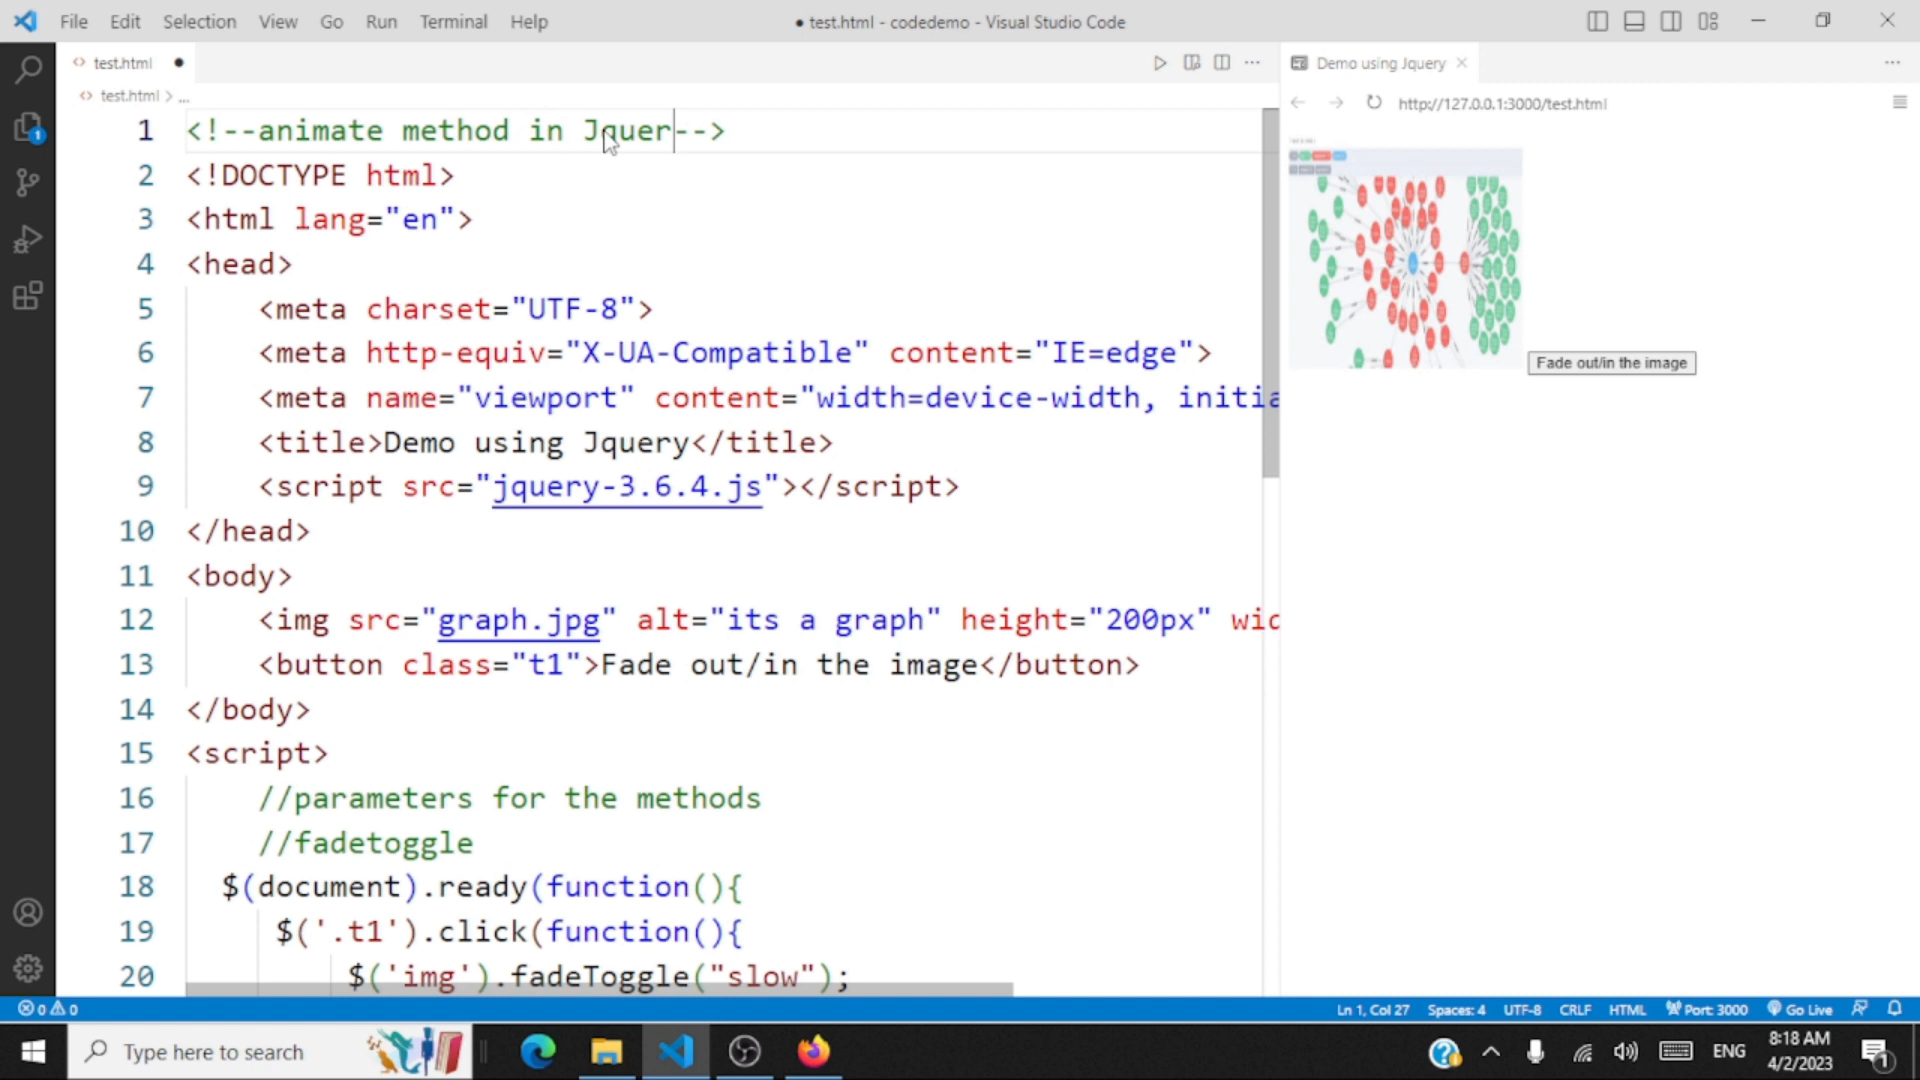 File Edit Selection View Go Run Terminal Help
● test.html - codedemo - Visual Studio Code
test.html
Demo using Jquery
test.html > ...
http://127.0.0.1:3000/test.html
1 <!--animate method in Jquer-->
2 <!DOCTYPE html>
3 <html lang="en">
4 <head>
5 <meta charset="UTF-8">
6 <meta http-equiv="X-UA-Compatible" content="IE=edge">
7 <meta name="viewport" content="width=device-width, initia
8 <title>Demo using Jquery</title>
9 <script src="jquery-3.6.4.js"></script>
10 </head>
11 <body>
12 <img src="graph.jpg" alt="its a graph" height="200px" wid
13 <button class="t1">Fade out/in the image</button>
14 </body>
15 <script>
16 //parameters for the methods
17 //fadetoggle
18 $(document).ready(function(){
19 $('.t1').click(function(){
20 $('img').fadeToggle("slow");
Fade out/in the image
1
0 0
Ln 1, Col 27 Spaces: 4 UTF-8 CRLF HTML Port: 3000 Go Live
Type here to search
ENG
8:18 AM
4/2/2023
1